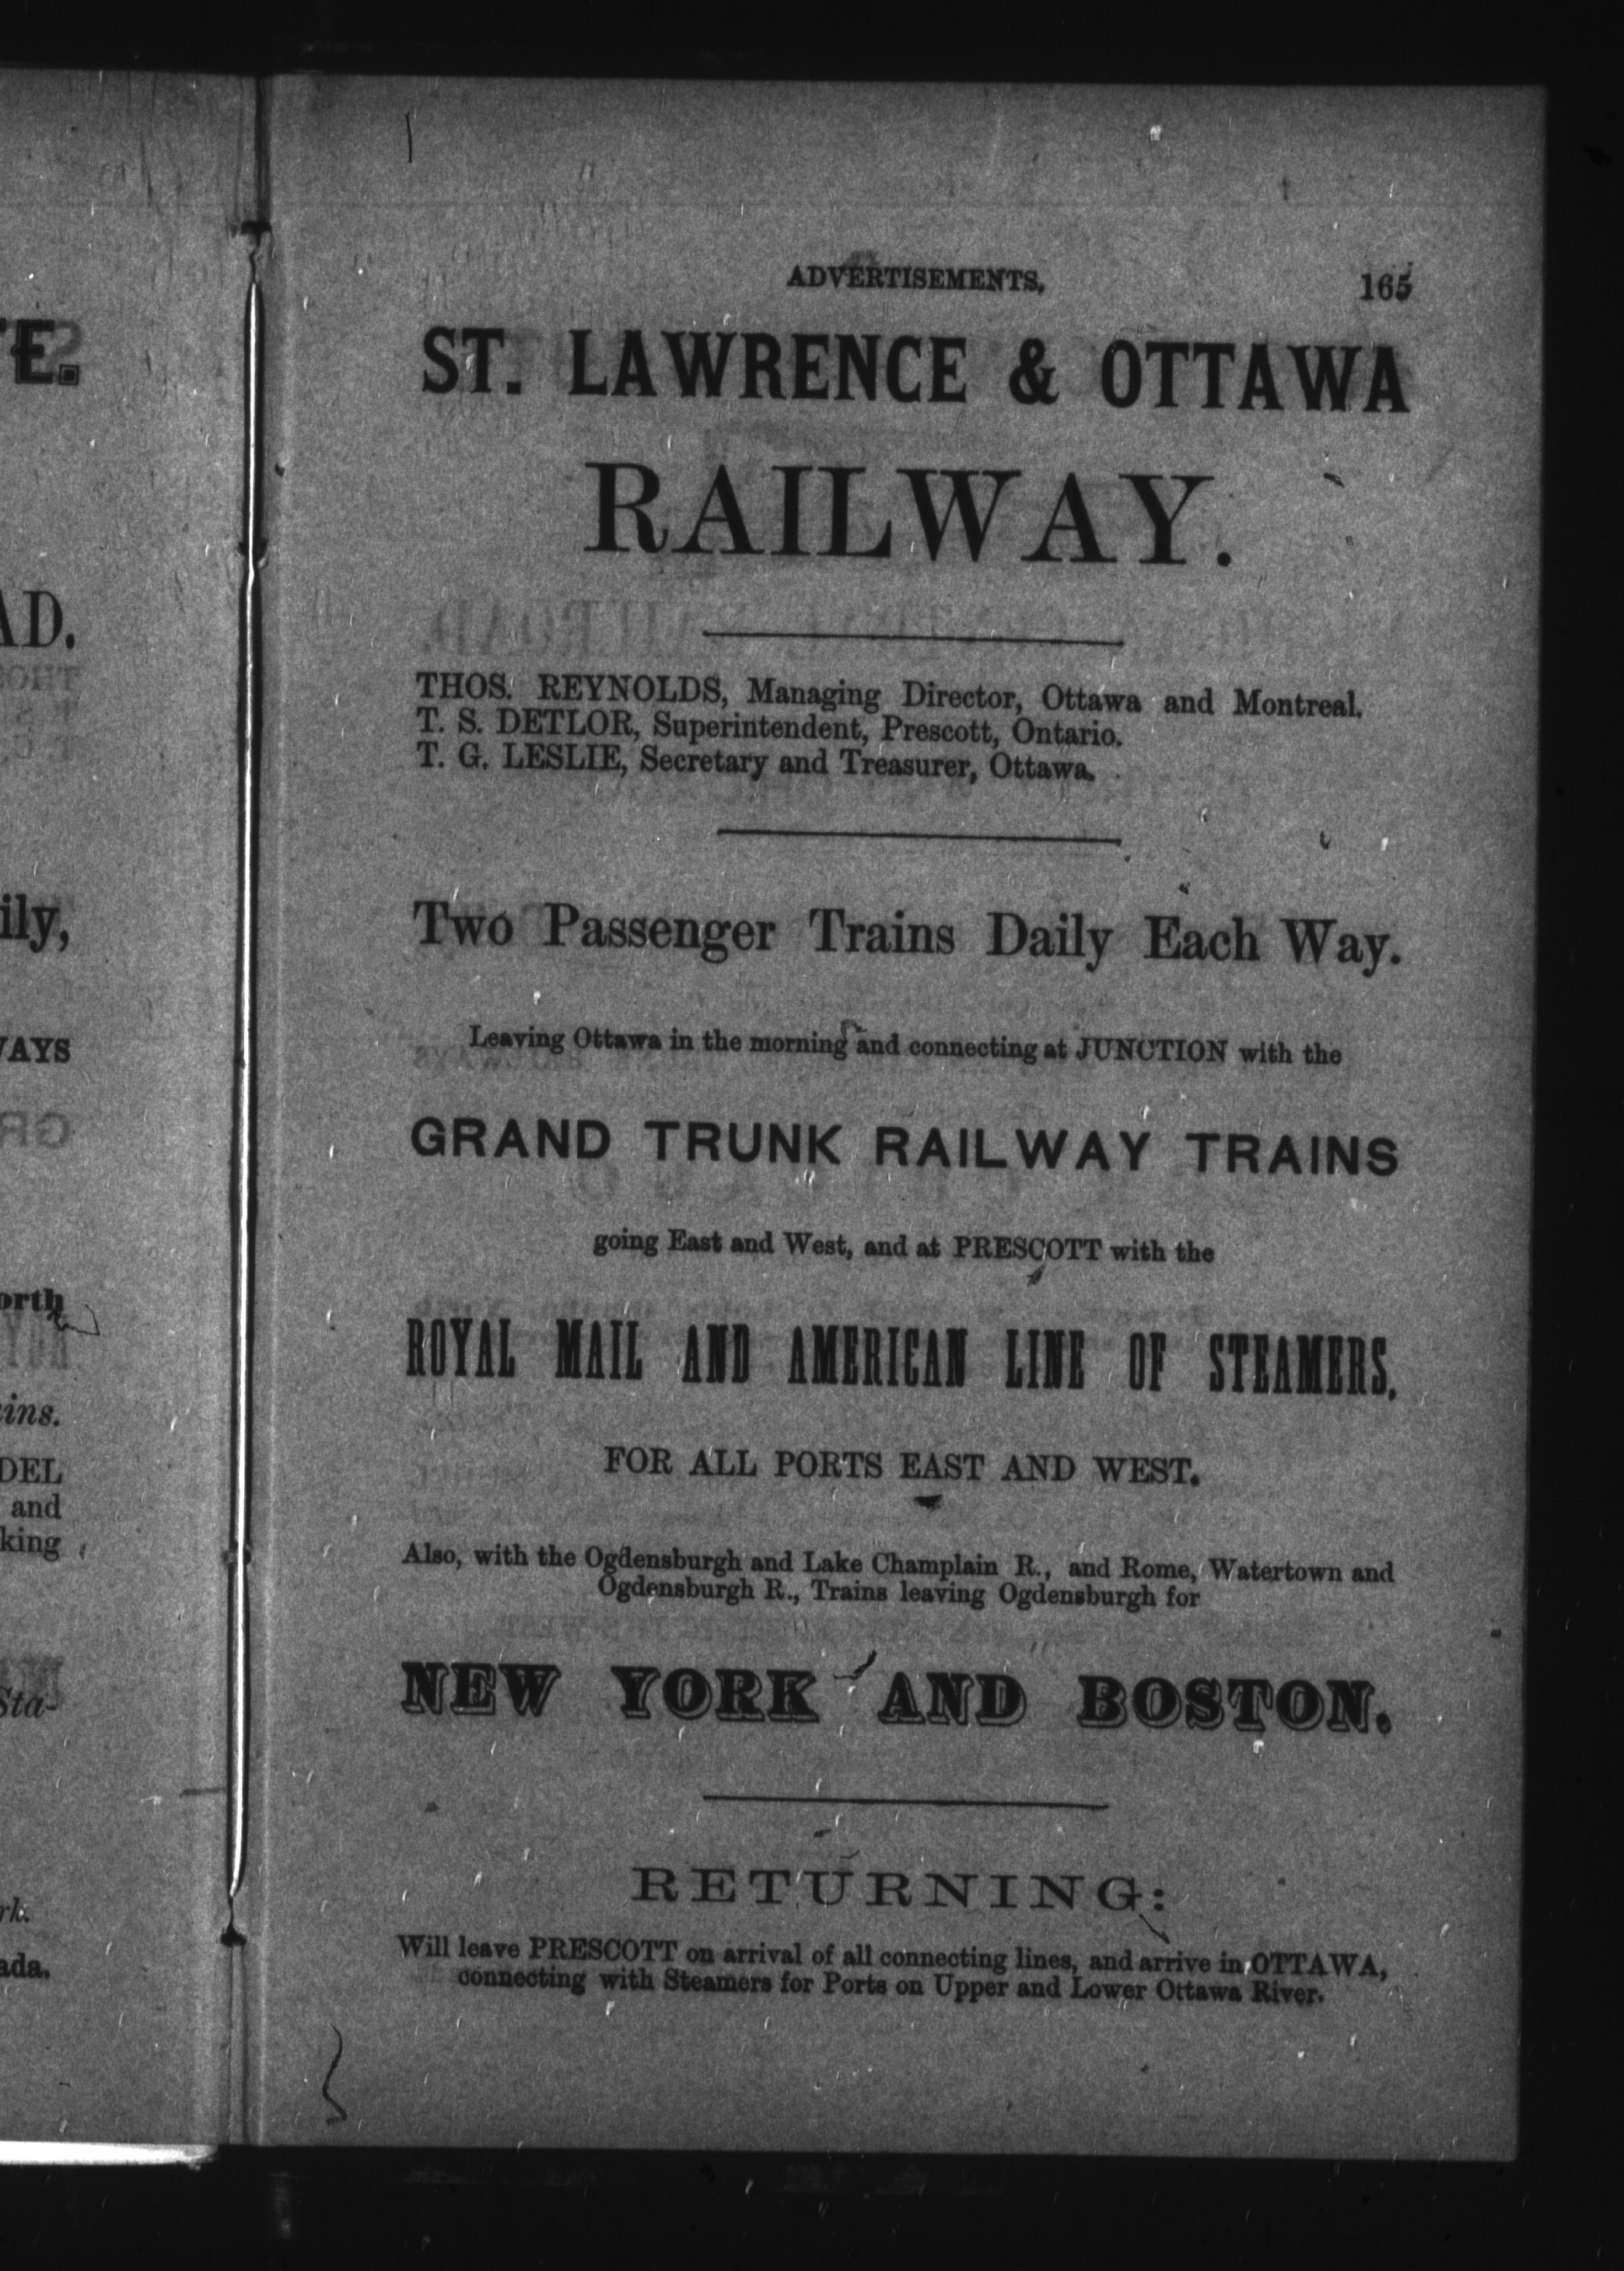 ADVERTISEMENTS.
165
ST. LAWRENCE & OTTAWA
RAILWAY.
THOS. REYNOLDS, Managing Director, Ottawa and Montreal.
T. S. DETLOR, Superintendent, Prescott, Ontario.
T. G. LESLIE, Secretary and Treasurer, Ottawa.
Two Passenger Trains Daily Each Way.
Leaving Ottawa in the morning and connecting at JUNCTION with the
GRAND TRUNK RAILWAY TRAINS
going East and West, and at PRESCOTT with the
ROYAL MAIL AND AMERICAN LINE OF STEAMERS,
FOR ALL PORTS EAST AND WEST.
Also, with the Ogdensburgh and Lake Champlain R., and Rome, Watertown and
Ogdensburgh R., Trains leaving Ogdensburgh for
NEW YORK AND BOSTON.
RETURNING:
Will leave PRESCOTT on arrival of all connecting lines, and arrive in OTTAWA,
connecting with Steamers for Ports on Upper and Lower Ottawa River.